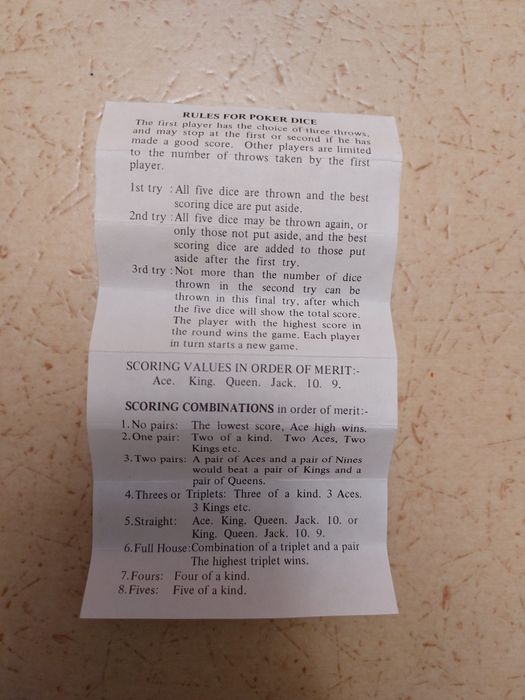 RULES FOR POKER DICE
The first player has the choice of three throws,
and may stop at the first or second if he has
made a good score. Other players are limited
to the number of throws taken by the first
player.
1st try : All five dice are thrown and the best
scoring dice are put aside.
2nd try : All five dice may be thrown again, or
only those not put aside, and the best
scoring dice are added to those put
aside after the first try.
3rd try : Not more than the number of dice
thrown in the second try can be
thrown in this final try, after which
the five dice will show the total score.
The player with the highest score in
the round wins the game. Each player
in turn starts a new game.
SCORING VALUES IN ORDER OF MERIT:-
Ace. King. Queen. Jack. 10. 9.
SCORING COMBINATIONS in order of merit:-
1. No pairs: The lowest score, Ace high wins.
2. One pair: Two of a kind. Two Aces, Two
Kings etc.
3. Two pairs: A pair of Aces and a pair of Nines
would beat a pair of Kings and a
pair of Queens.
4. Threes or Triplets: Three of a kind. 3 Aces.
3 Kings etc.
5. Straight: Ace. King. Queen. Jack. 10. or
King. Queen. Jack. 10. 9.
6. Full House: Combination of a triplet and a pair
The highest triplet wins.
7. Fours: Four of a kind.
8. Fives: Five of a kind.